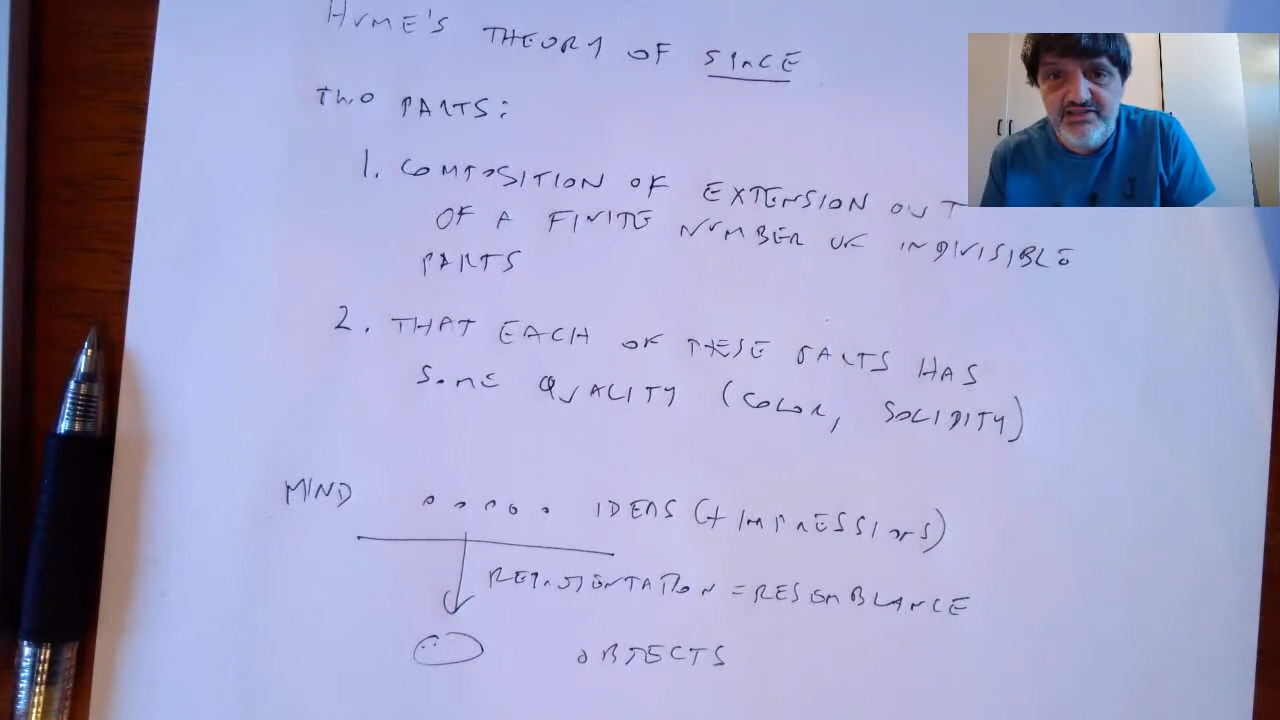 HUME'S THEORY OF SPACE
TWO PARTS:
1. COMPOSITION OF EXTENSION OUT
OF A FINITE NUMBER OF INDIVISIBLE
PARTS
2. THAT EACH OF THESE PARTS HAS
SOME QUALITY (COLOR, SOLIDITY)
MIND IDEAS (+ IMPRESSIONS)
REPRESENTATION = RESEMBLANCE
OBJECTS